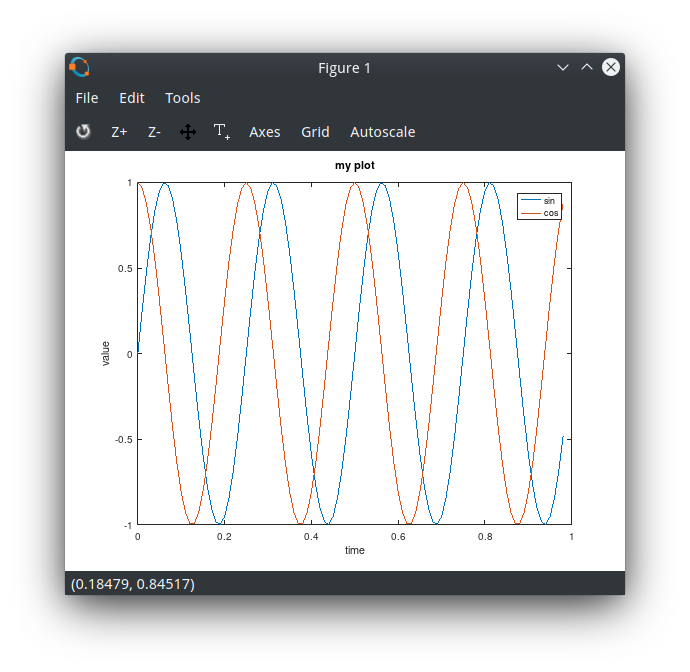 Figure 1
File Edit Tools
Z+ Z- T+ Axes Grid Autoscale
my plot
1
0.5
0
-0.5
-1
value
sin
cos
0 0.2 0.4 0.6 0.8 1
time
(0.18479, 0.84517)